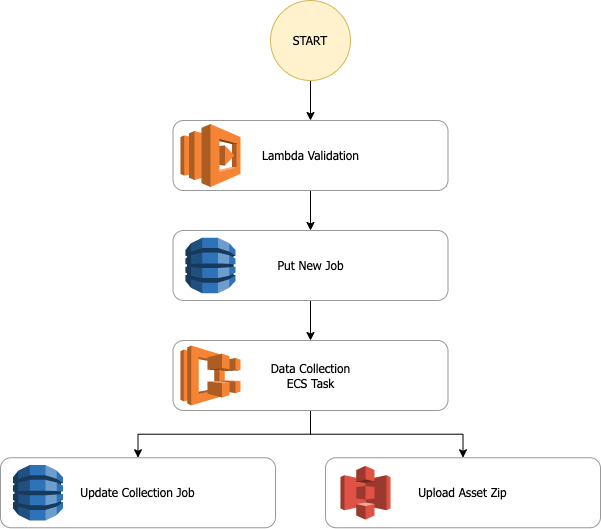 START
Lambda Validation
Put New Job
Data Collection
ECS Task
Update Collection Job
Upload Asset Zip